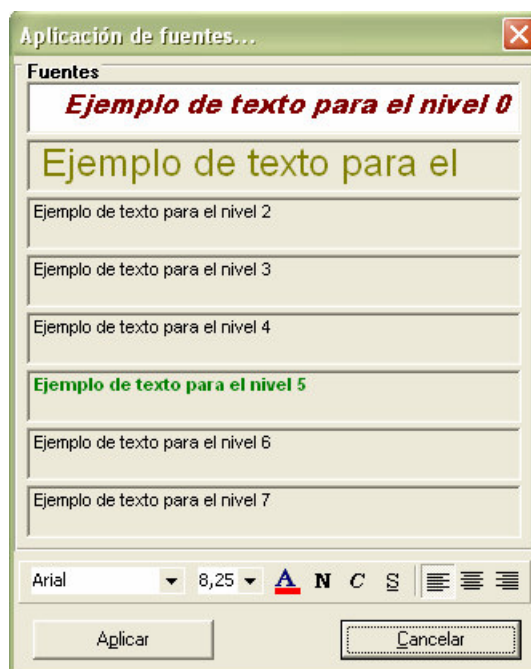 Aplicación de fuentes...
Fuentes
Ejemplo de texto para el nivel 0
Ejemplo de texto para el
Ejemplo de texto para el nivel 2
Ejemplo de texto para el nivel 3
Ejemplo de texto para el nivel 4
Ejemplo de texto para el nivel 5
Ejemplo de texto para el nivel 6
Ejemplo de texto para el nivel 7
Arial 8,25 A N C S
Aplicar Cancelar